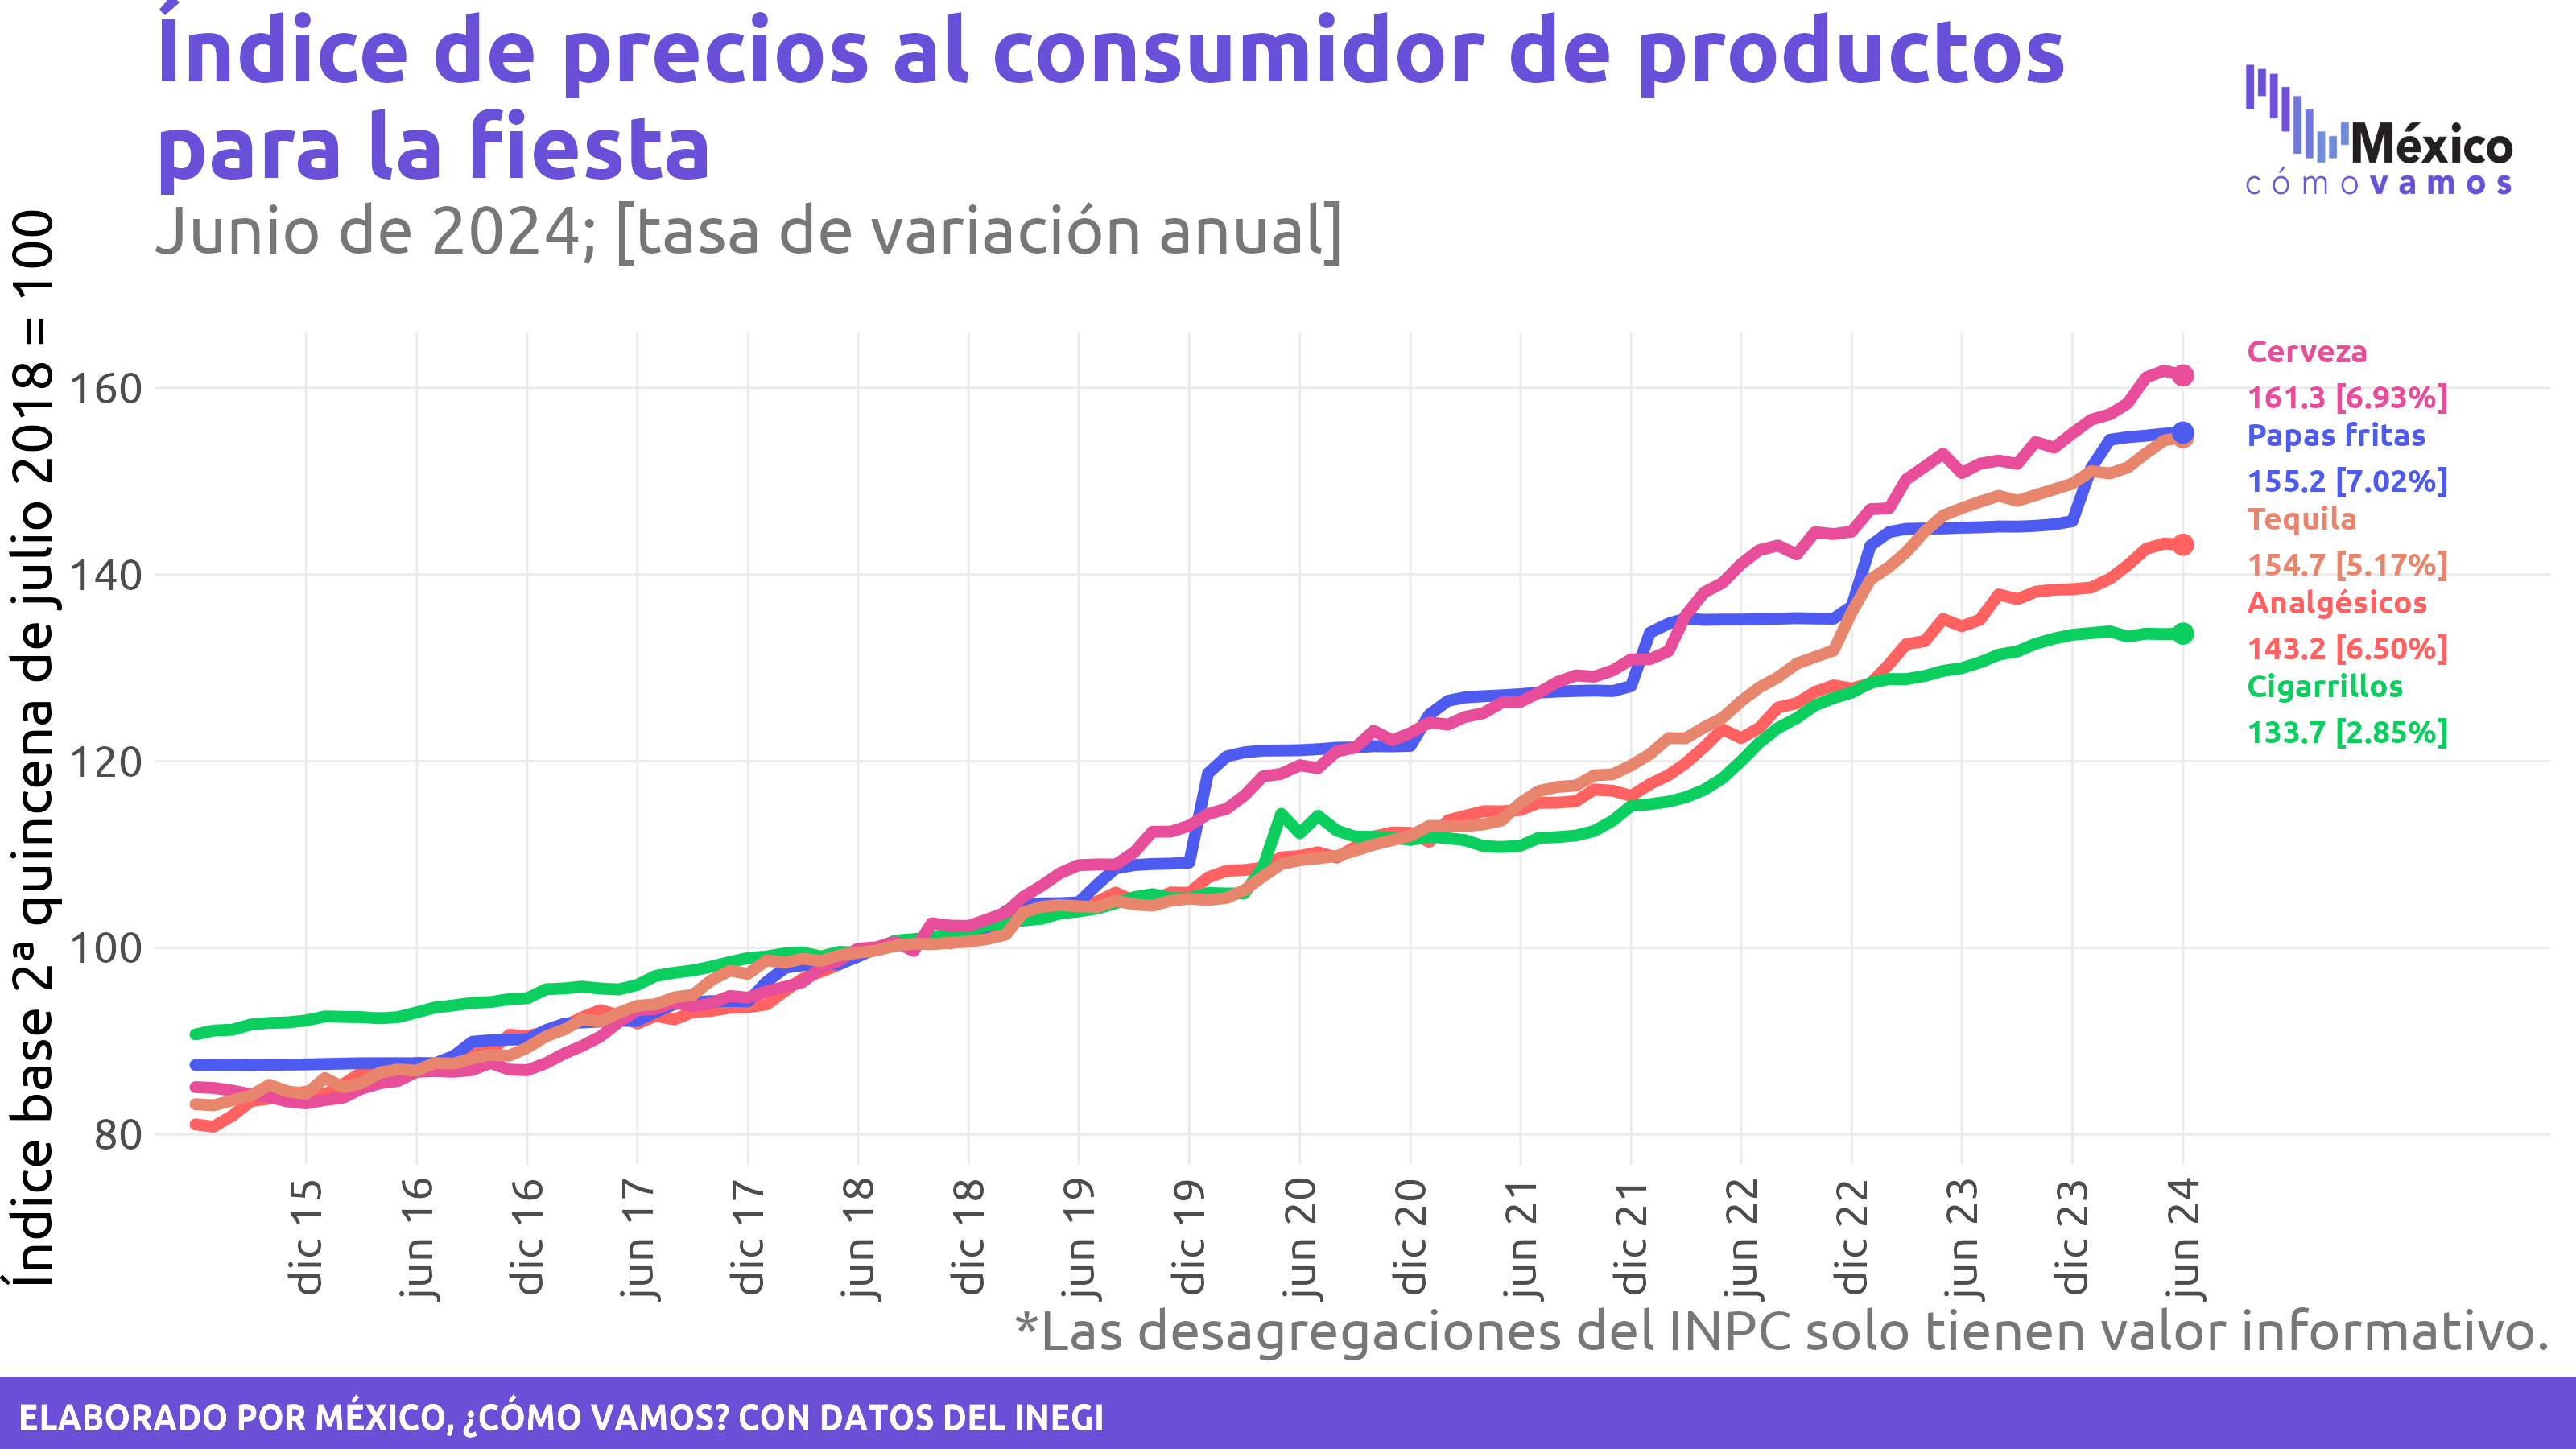 Índice de precios al consumidor de productos
para la fiesta
Junio de 2024; [tasa de variación anual]
México
cómo vamos
Índice base 2ª quincena de julio 2018 = 100
160
140
120
100
80
Cerveza
161.3 [6.93%]
Papas fritas
155.2 [7.02%]
Tequila
154.7 [5.17%]
Analgésicos
143.2 [6.50%]
Cigarrillos
133.7 [2.85%]
dic 15
jun 16
dic 16
jun 17
dic 17
jun 18
dic 18
jun 19
dic 19
jun 20
dic 20
jun 21
dic 21
jun 22
dic 22
jun 23
dic 23
jun 24
*Las desagregaciones del INPC solo tienen valor informativo.
ELABORADO POR MÉXICO, ¿CÓMO VAMOS? CON DATOS DEL INEGI